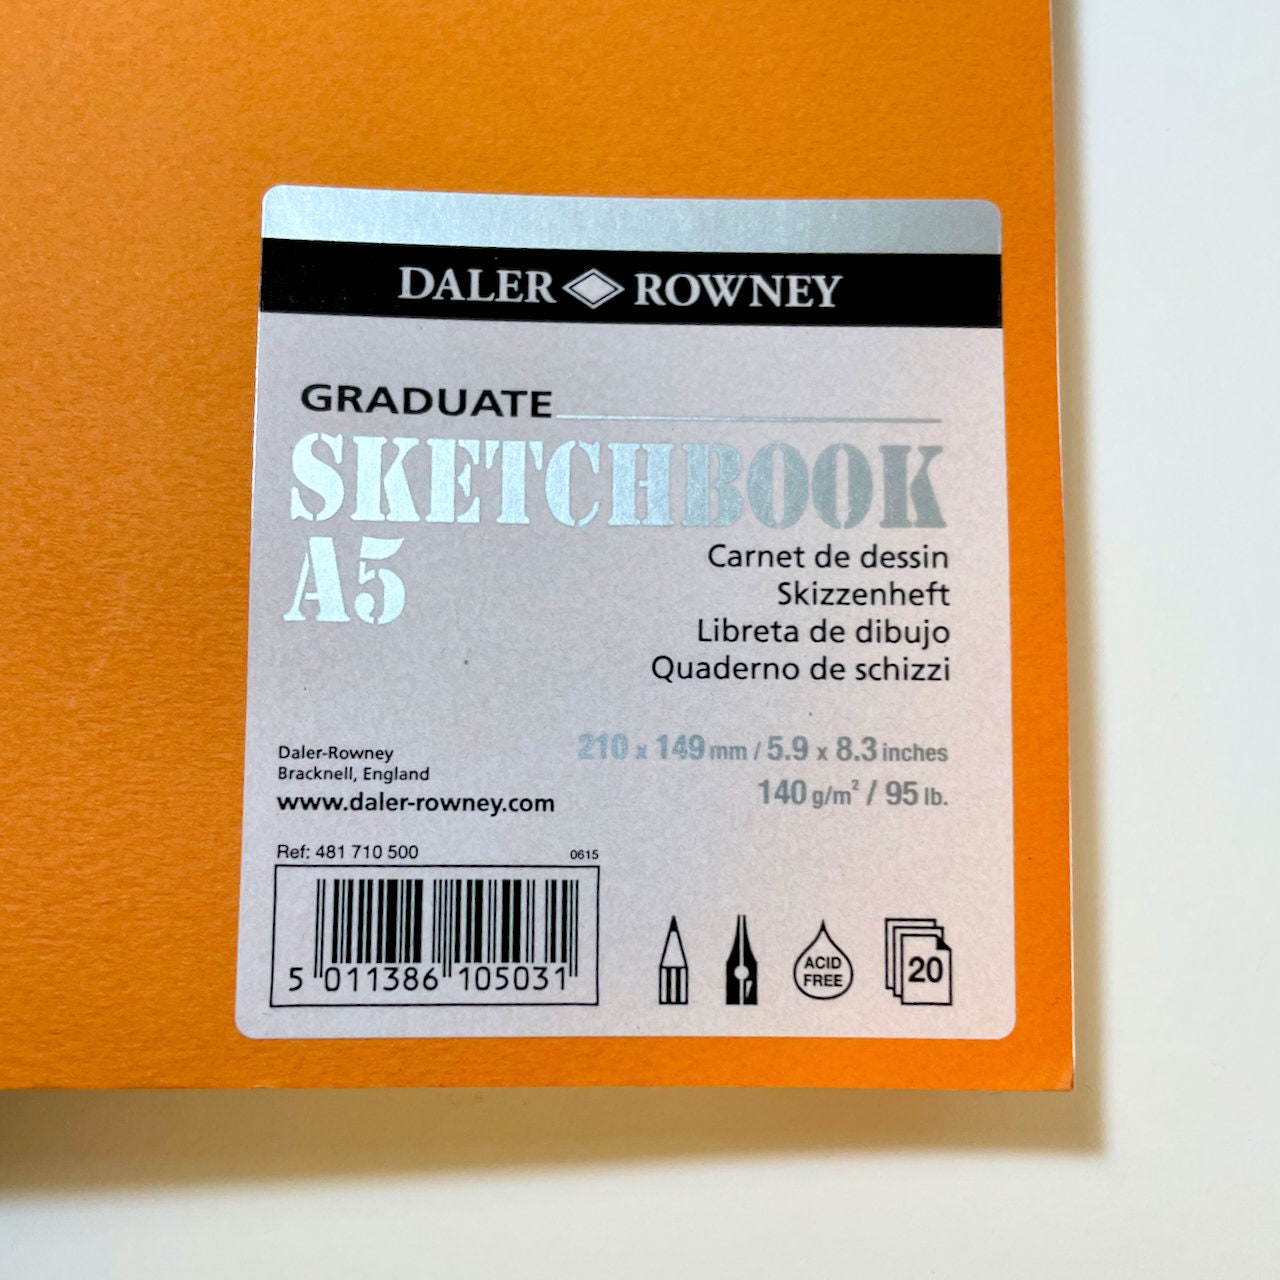 DALER ROWNEY
GRADUATE
SKETCHBOOK
A5
Carnet de dessin
Skizzenheft
Libreta de dibujo
Quaderno de schizzi
210 x 149 mm / 5.9 x 8.3 inches
140 g/m² / 95 lb.
Daler-Rowney
Bracknell, England
www.daler-rowney.com
Ref: 481 710 500
0615
5 011386 105031
ACID
FREE
20